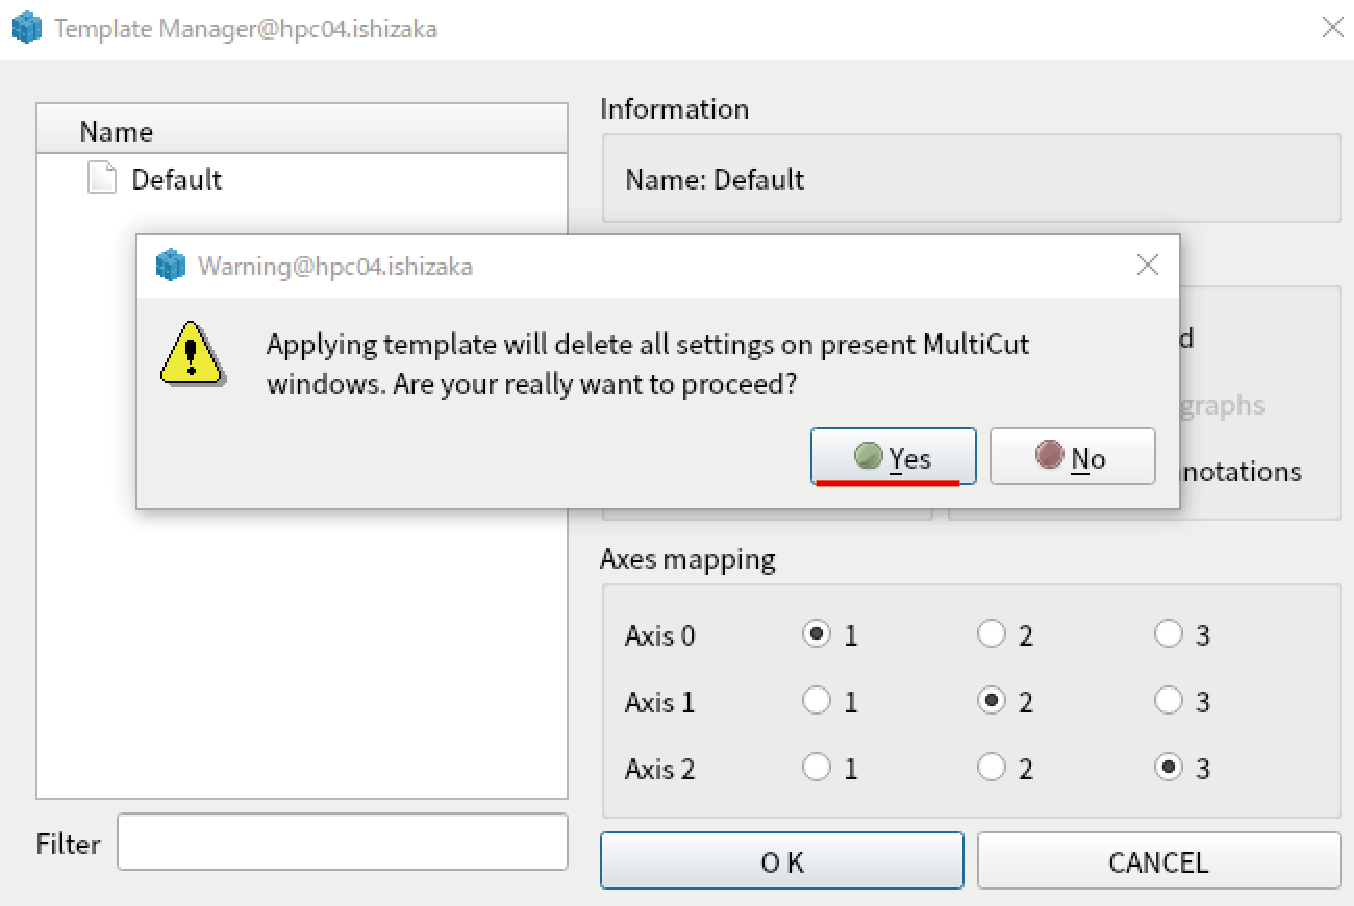 Template Manager@hpc04.ishizaka
Name
Default
Information
Name: Default
Warning@hpc04.ishizaka
Applying template will delete all settings on present MultiCut
windows. Are your really want to proceed?
Yes
No
graphs
Axes mapping
Axis 0 1 2 3
Axis 1 1 2 3
Axis 2 1 2 3
Filter
OK
CANCEL